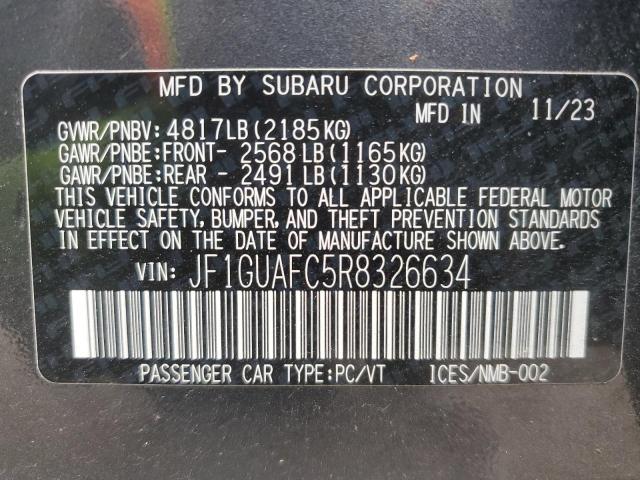 MFD BY SUBARU CORPORATION
MFD IN 11/23
GVWR/PNBV: 4817LB(2185KG)
GAWR/PNBE:FRONT- 2568LB(1165KG)
GAWR/PNBE:REAR - 2491LB(1130KG)
THIS VEHICLE CONFORMS TO ALL APPLICABLE FEDERAL MOTOR
VEHICLE SAFETY, BUMPER, AND THEFT PREVENTION STANDARDS
IN EFFECT ON THE DATE OF MANUFACTURE SHOWN ABOVE.
VIN: JF1GUAFC5R8326634
PASSENGER CAR TYPE:PC/VT ICES/NMB-002